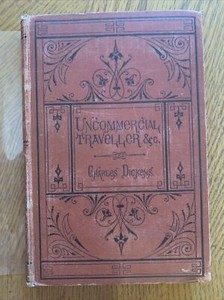 UNCOMMERCIAL
TRAVELLER &c.
CHARLES DICKENS.